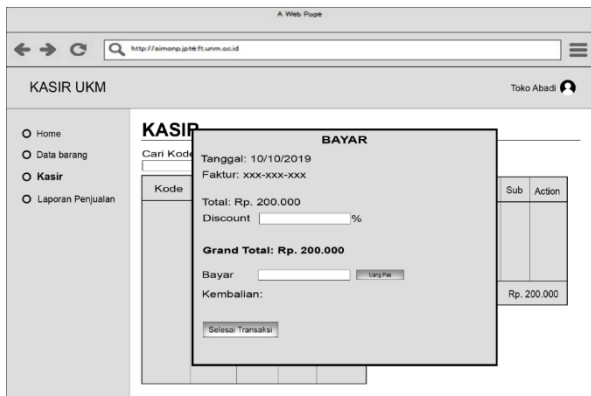 A Web Page
http://simonp.jptei.ft.unm.ac.id
KASIR UKM
Toko Abadi
Home
Data barang
Kasir
Laporan Penjualan
KASIR
Cari Kode
Kode
Sub
Action
Rp. 200.000
BAYAR
Tanggal: 10/10/2019
Faktur: xxx-xxx-xxx
Total: Rp. 200.000
Discount %
Grand Total: Rp. 200.000
Bayar Uang Pas
Kembalian:
Selesai Transaksi